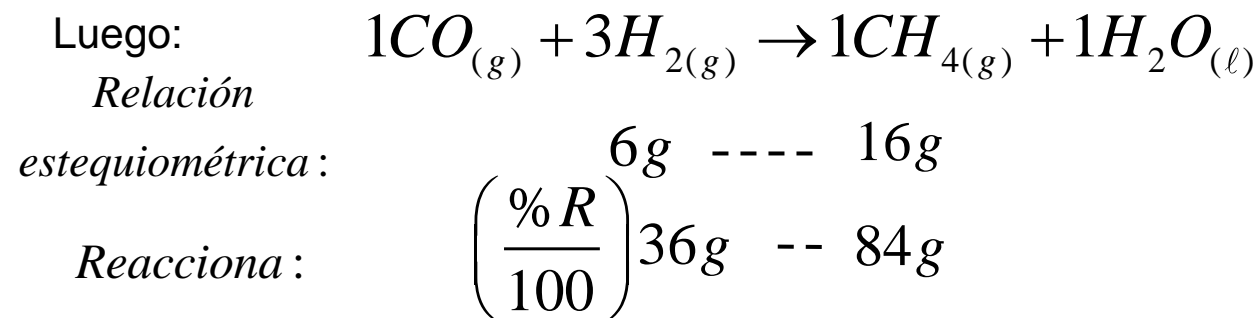 Luego: 1CO(g) + 3H2(g) → 1CH4(g) + 1H2O(ℓ)
Relación
estequiométrica : 6g ---- 16g
Reacciona : (% R / 100) 36g -- 84g